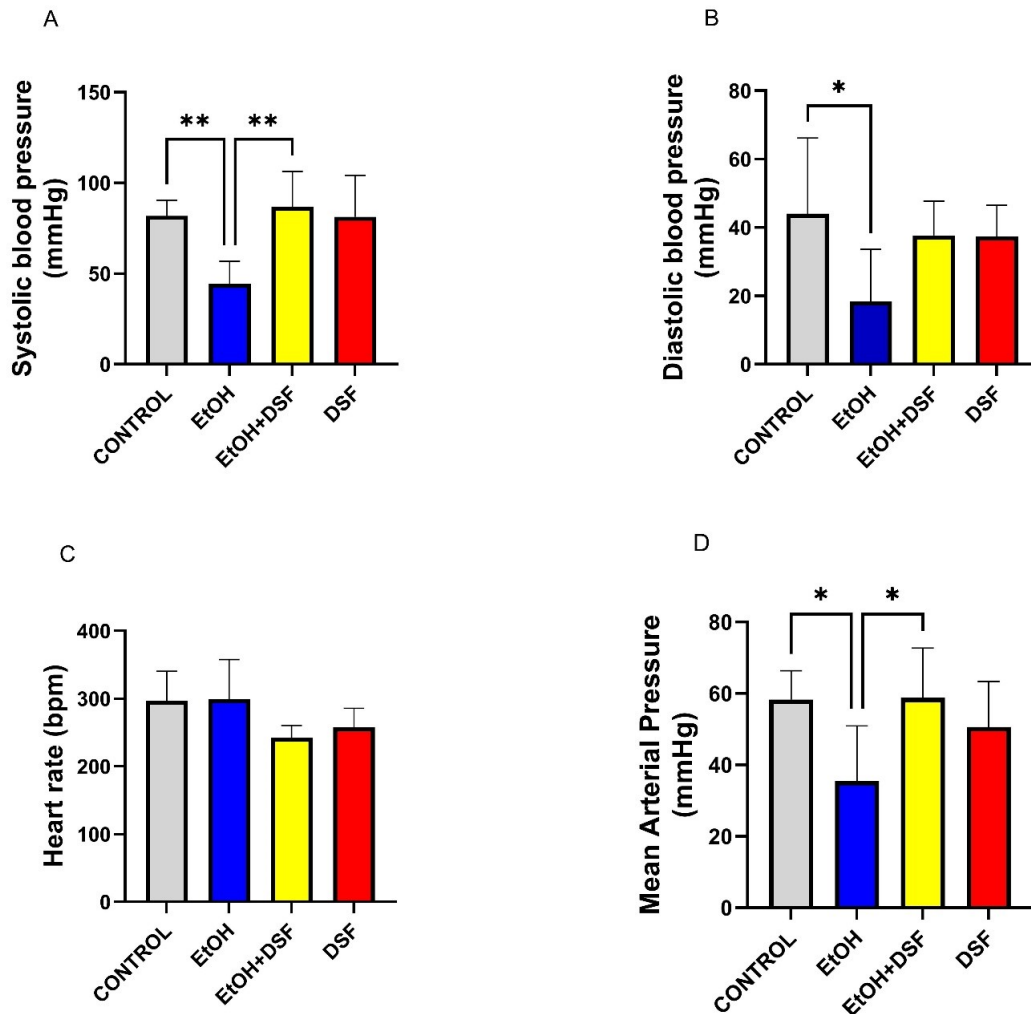 A
Systolic blood pressure
(mmHg)
150
100
50
0
**
**
CONTROL
EtOH
EtOH+DSF
DSF
B
Diastolic blood pressure
(mmHg)
80
60
40
20
0
*
CONTROL
EtOH
EtOH+DSF
DSF
C
Heart rate (bpm)
400
300
200
100
0
CONTROL
EtOH
EtOH+DSF
DSF
D
Mean Arterial Pressure
(mmHg)
80
60
40
20
0
*
*
CONTROL
EtOH
EtOH+DSF
DSF